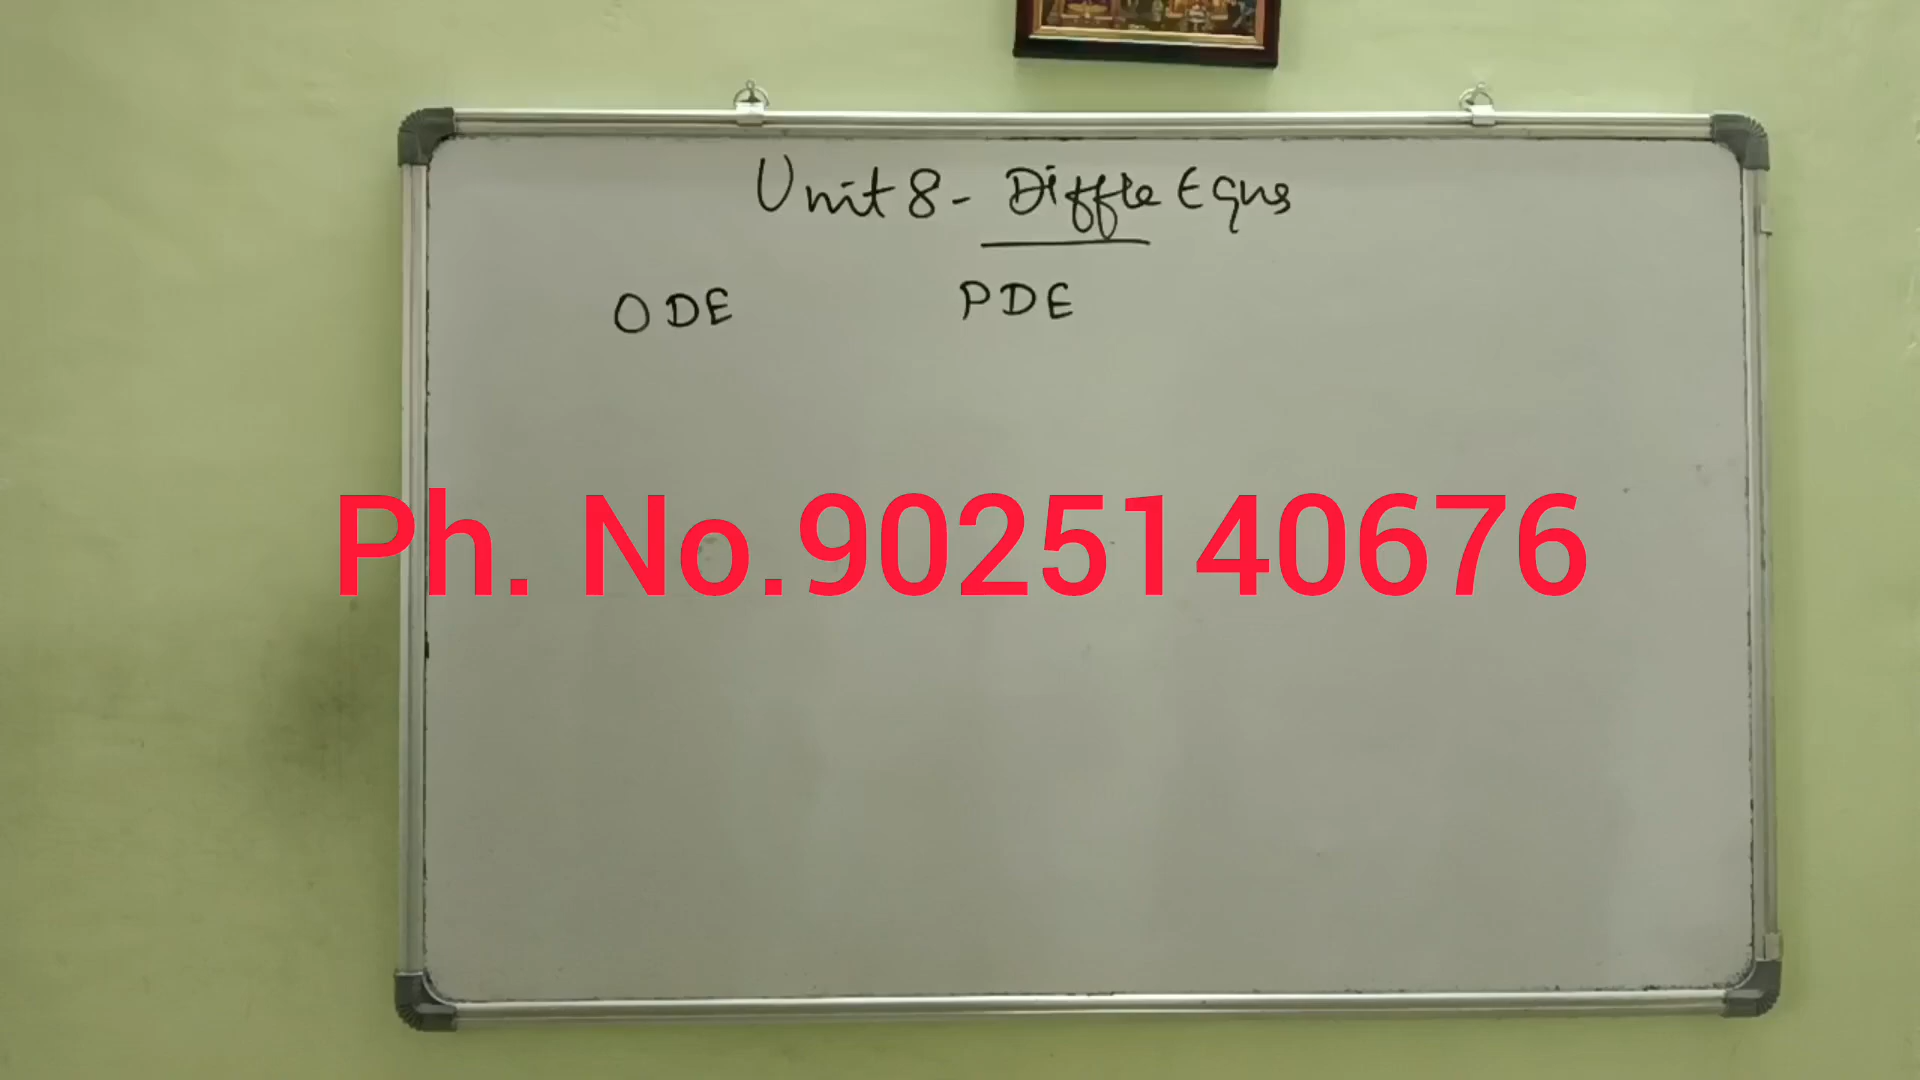 Unit 8 - Diffle Eqns
ODE PDE
Ph. No.9025140676